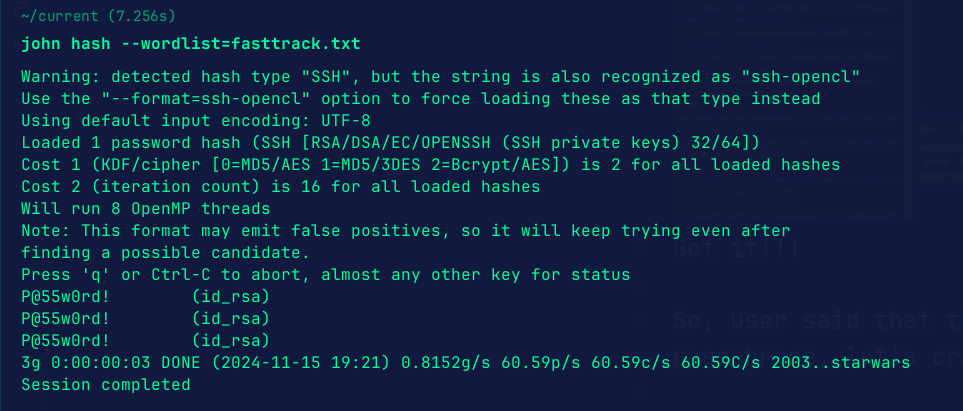 ~/current (7.256s)
john hash --wordlist=fasttrack.txt
Warning: detected hash type "SSH", but the string is also recognized as "ssh-opencl"
Use the "--format=ssh-opencl" option to force loading these as that type instead
Using default input encoding: UTF-8
Loaded 1 password hash (SSH [RSA/DSA/EC/OPENSSH (SSH private keys) 32/64])
Cost 1 (KDF/cipher [0=MD5/AES 1=MD5/3DES 2=Bcrypt/AES]) is 2 for all loaded hashes
Cost 2 (iteration count) is 16 for all loaded hashes
Will run 8 OpenMP threads
Note: This format may emit false positives, so it will keep trying even after
finding a possible candidate.
Press 'q' or Ctrl-C to abort, almost any other key for status
P@55w0rd!        (id_rsa)
P@55w0rd!        (id_rsa)
P@55w0rd!        (id_rsa)
3g 0:00:00:03 DONE (2024-11-15 19:21) 0.8152g/s 60.59p/s 60.59c/s 60.59C/s 2003..starwars
Session completed
Got it!!!
So, user said that